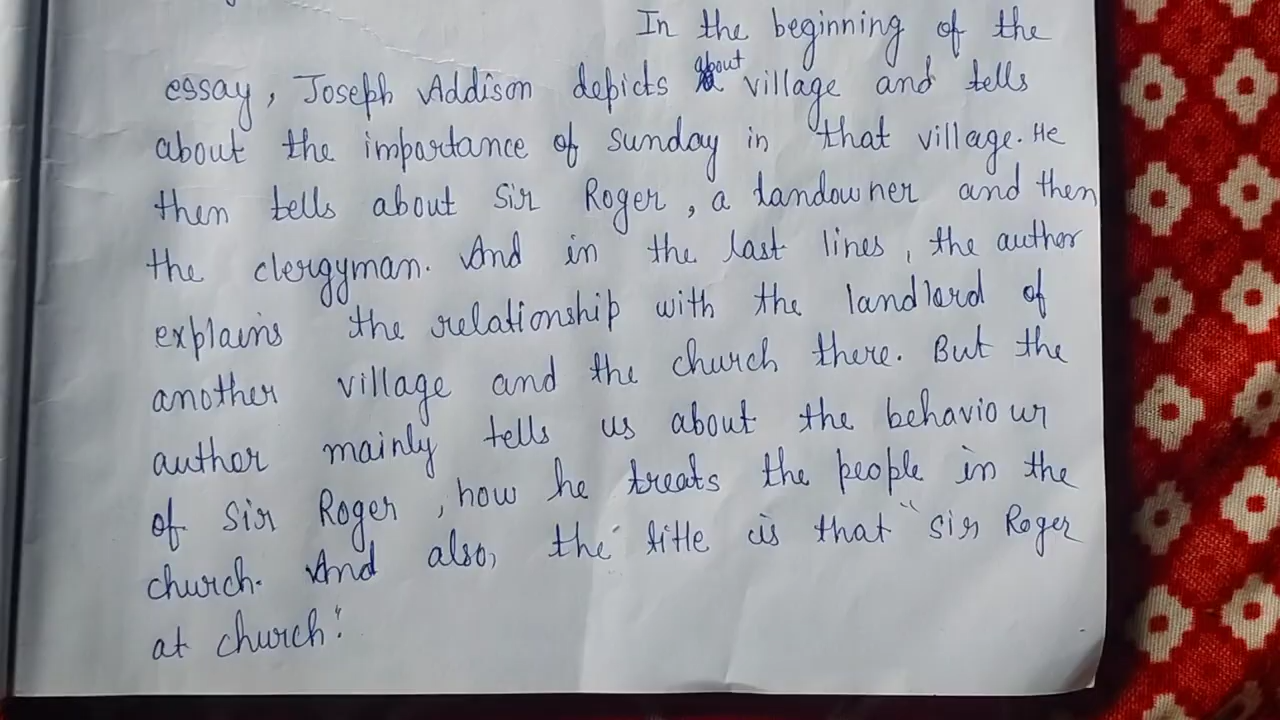 In the beginning of the
essay, Joseph Addison depicts about village and tells
about the importance of Sunday in that village. He
then tells about Sir Roger, a landowner and then
the clergyman. And in the last lines, the author
explains the relationship with the landlord of
another village and the church there. But the
author mainly tells us about the behaviour
of Sir Roger, how he treats the people in the
church. And also, the title is that "Sir Roger
at church."